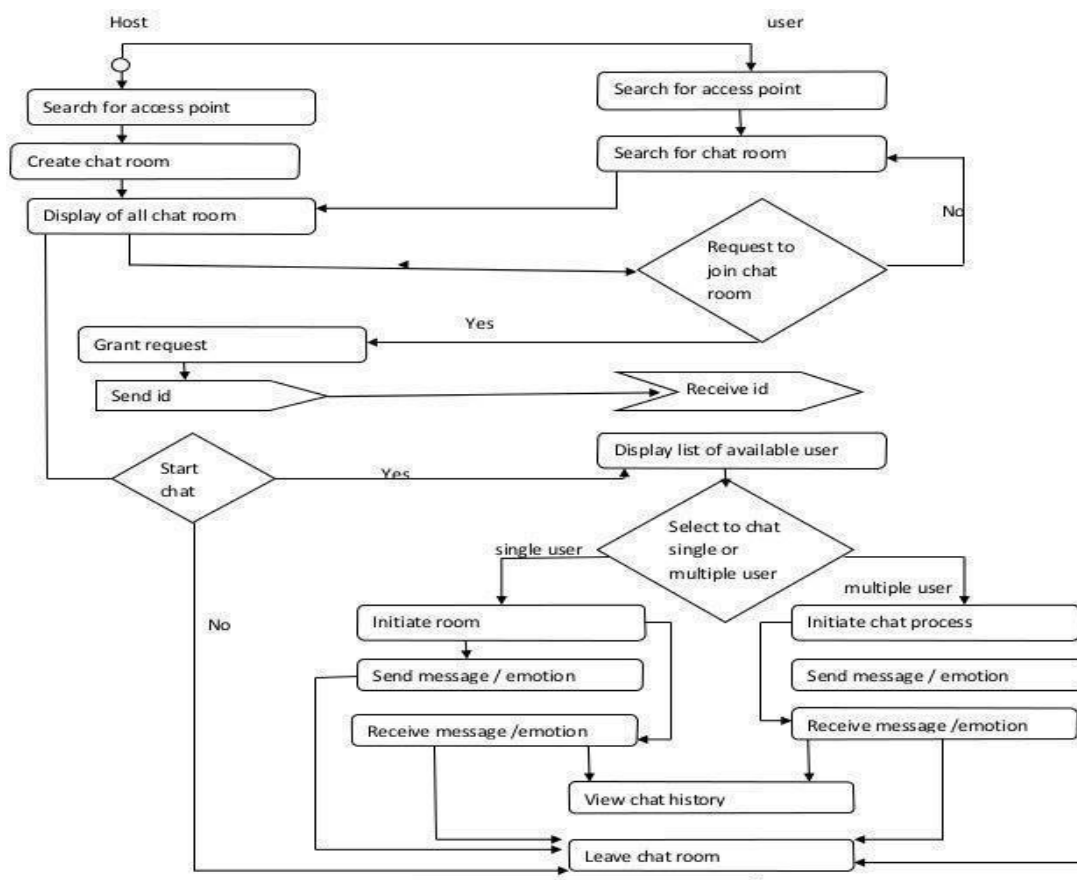 Host
user
Search for access point
Search for access point
Create chat room
Search for chat room
Display of all chat room
No
Request to
join chat
room
Yes
Grant request
Send id
Receive id
Display list of available user
Start
chat
Yes
Select to chat
single or
multiple user
single user
multiple user
No
Initiate room
Initiate chat process
Send message / emotion
Send message / emotion
Receive message /emotion
Receive message /emotion
View chat history
Leave chat room